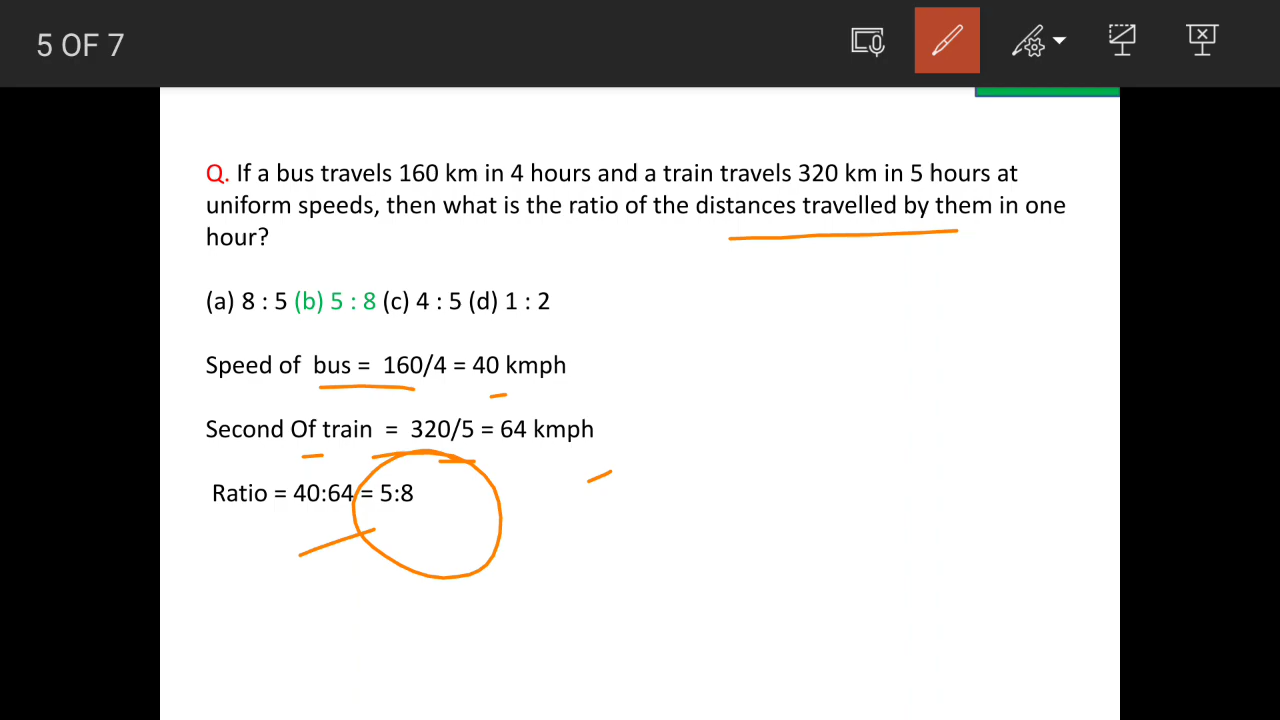 5 OF 7
Q. If a bus travels 160 km in 4 hours and a train travels 320 km in 5 hours at
uniform speeds, then what is the ratio of the distances travelled by them in one
hour?
(a) 8 : 5 (b) 5 : 8 (c) 4 : 5 (d) 1 : 2
Speed of bus = 160/4 = 40 kmph
Second Of train = 320/5 = 64 kmph
Ratio = 40:64 = 5:8